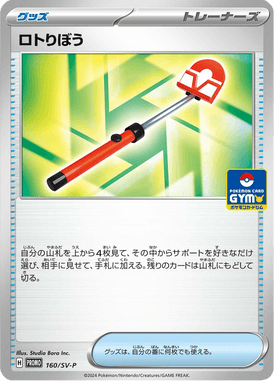 グッズ
トレーナーズ
ロトりぼう
POKÉMON CARD
GYM
ポケモンカードジム
自分の山札を上から4枚見て、その中からサポートを好きなだけ
選び、相手に見せて、手札に加える。残りのカードは山札にもどして
切る。
Illus. Studio Bora Inc.
H PROMO 160/SV-P
グッズは、自分の番に何枚でも使える。
©2024 Pokémon/Nintendo/Creatures/GAME FREAK.